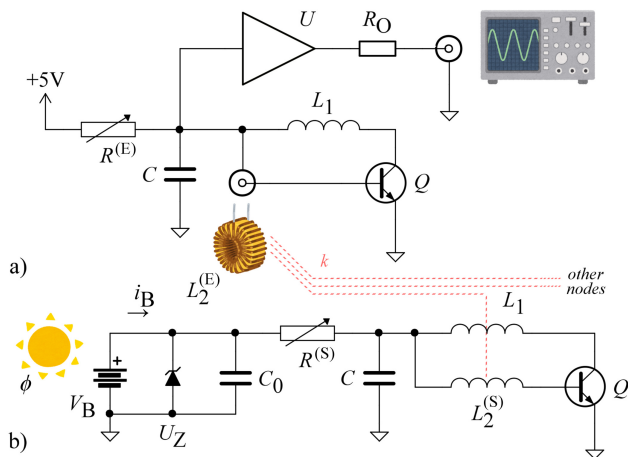 U
R_O
+5V
R^(E)
C
L_1
Q
a)
L_2^(E)
k
other
nodes
i_B
L_1
ϕ
V_B
U_Z
C_0
R^(S)
C
L_2^(S)
Q
b)